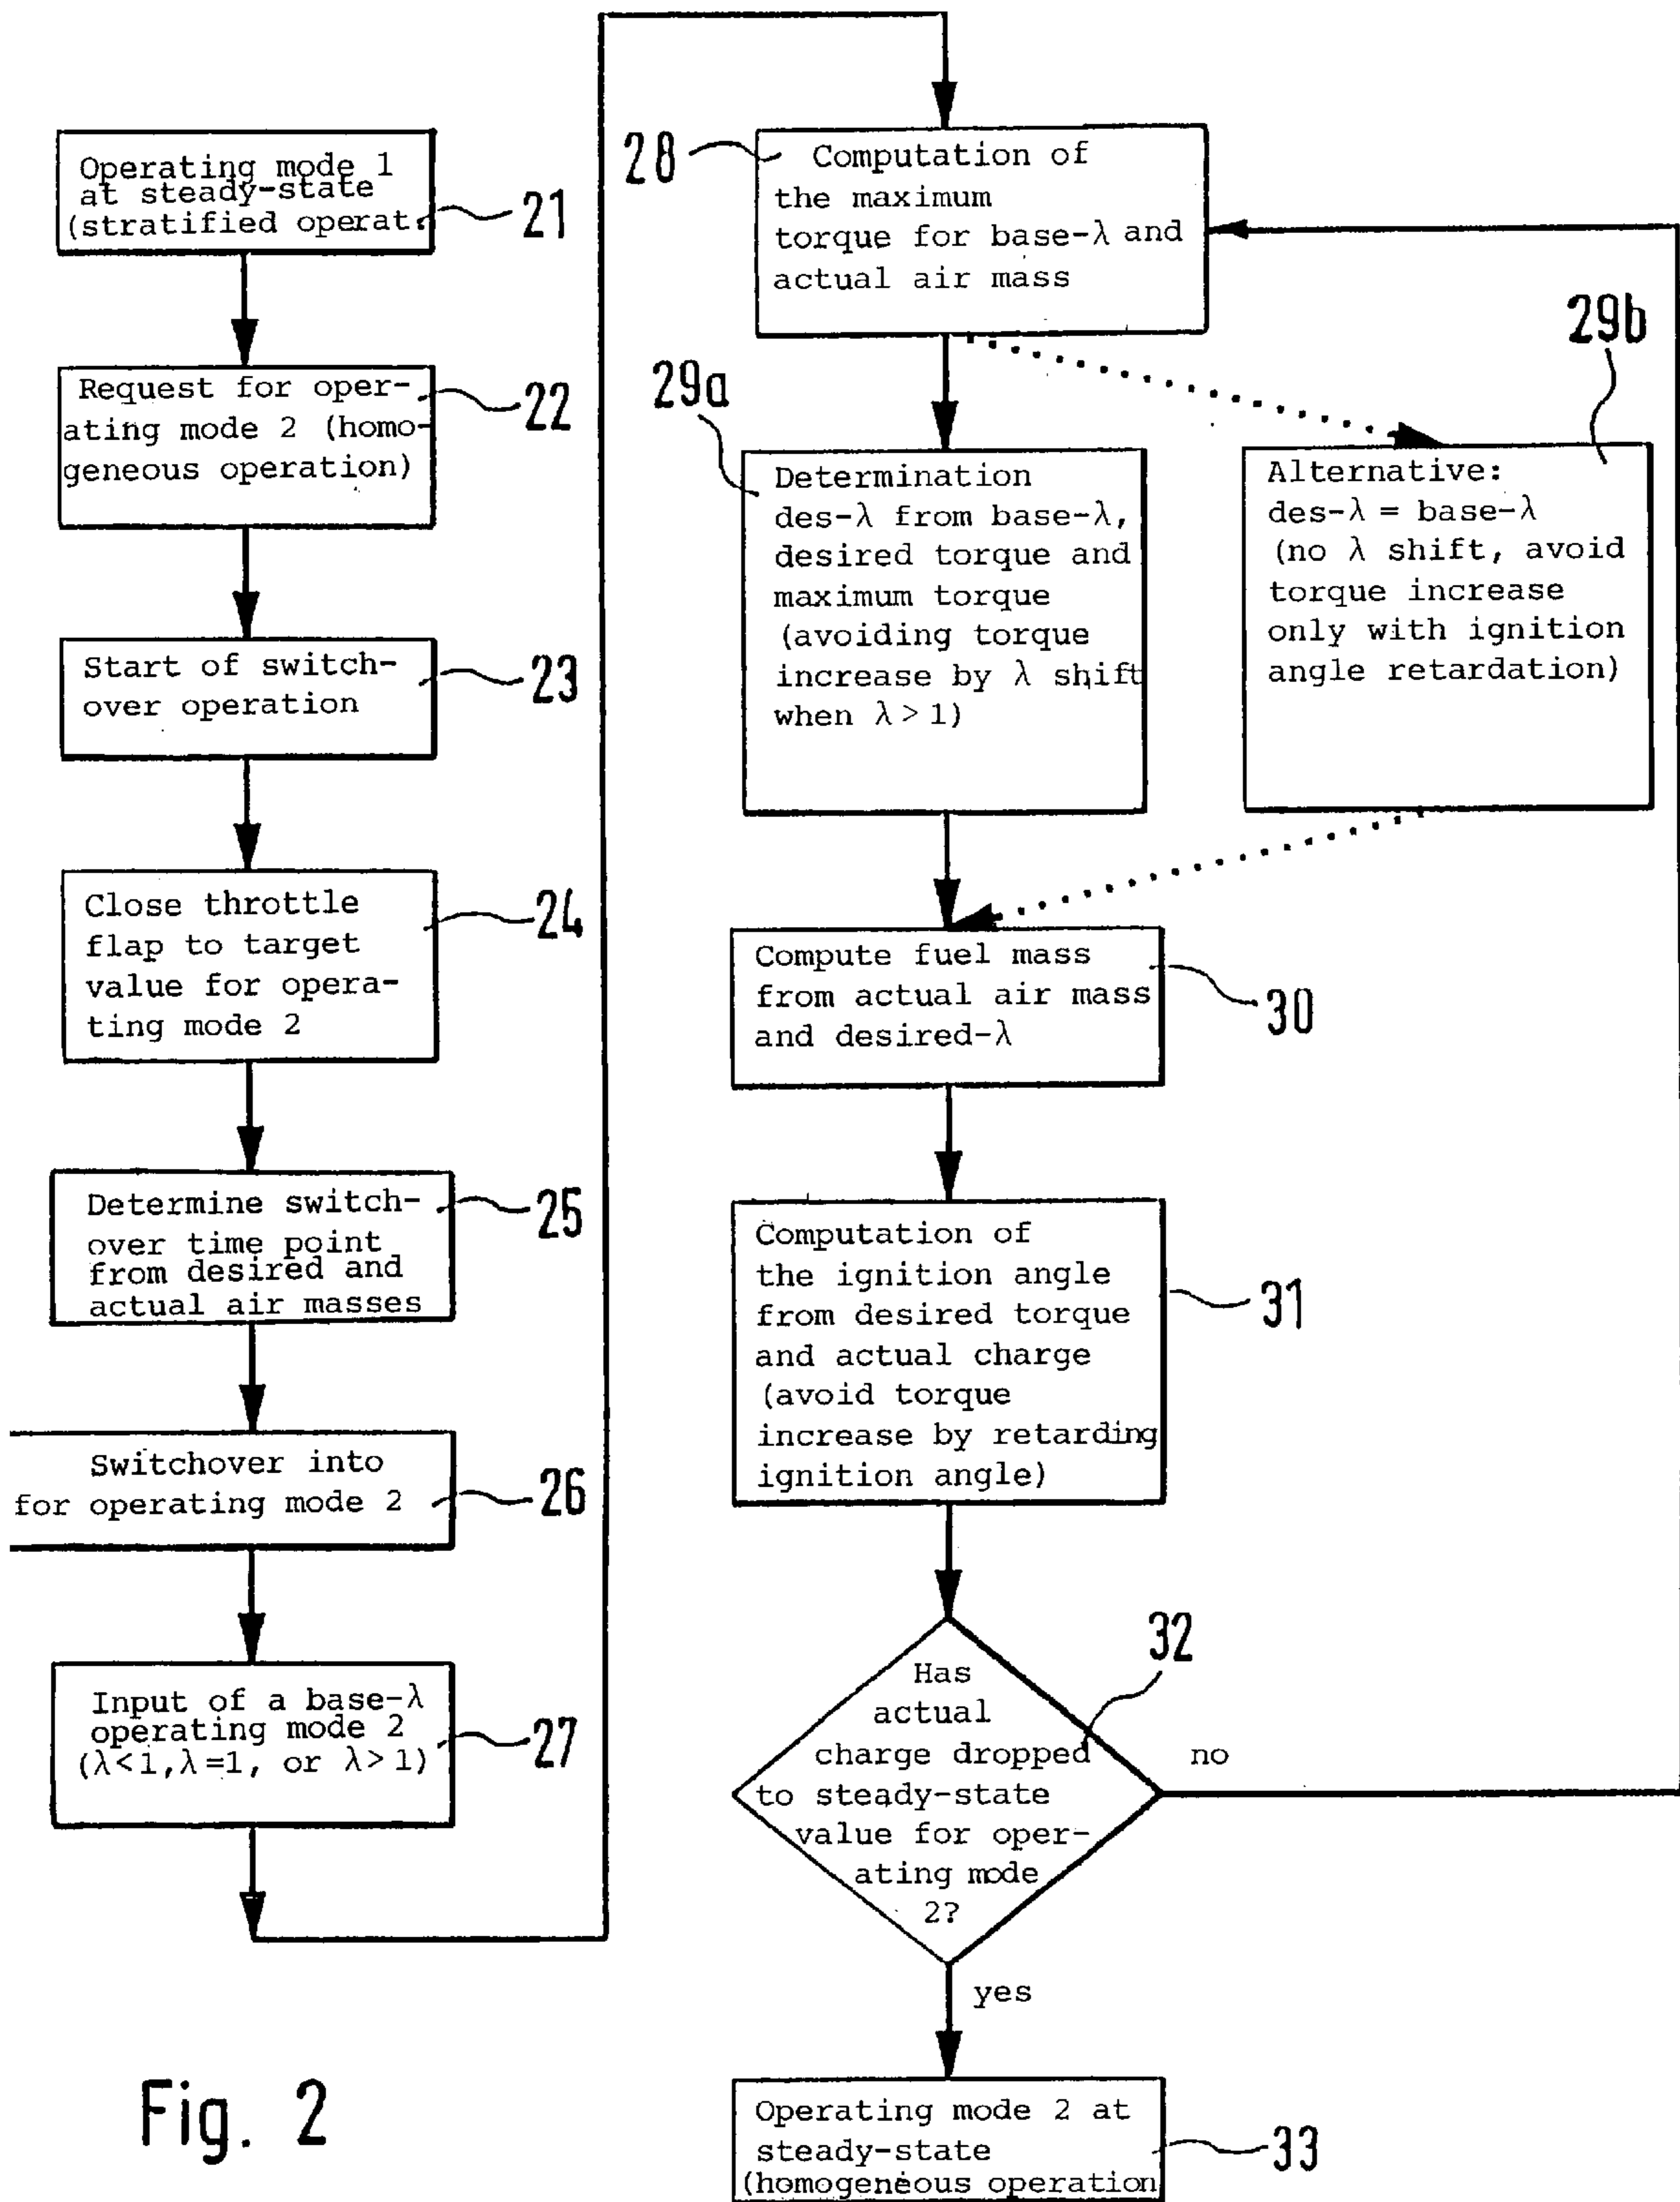 Operating mode 1
at steady-state
(stratified operat.
21
Request for oper-
ating mode 2 (homo-
geneous operation)
22
Start of switch-
over operation
23
Close throttle
flap to target
value for opera-
ting mode 2
24
Determine switch-
over time point
from desired and
actual air masses
25
Switchover into
for operating mode 2
26
Input of a base-λ
operating mode 2
(λ<1,λ=1, or λ>1)
27
28
Computation of
the maximum
torque for base-λ and
actual air mass
29a
Determination
des-λ from base-λ,
desired torque and
maximum torque
(avoiding torque
increase by λ shift
when λ>1)
29b
Alternative:
des-λ = base-λ
(no λ shift, avoid
torque increase
only with ignition
angle retardation)
Compute fuel mass
from actual air mass
and desired-λ
30
Computation of
the ignition angle
from desired torque
and actual charge
(avoid torque
increase by retarding
ignition angle)
31
32
Has
actual
charge dropped
to steady-state
value for oper-
ating mode
2?
no
yes
Operating mode 2 at
steady-state
(homogeneous operation
33
Fig. 2